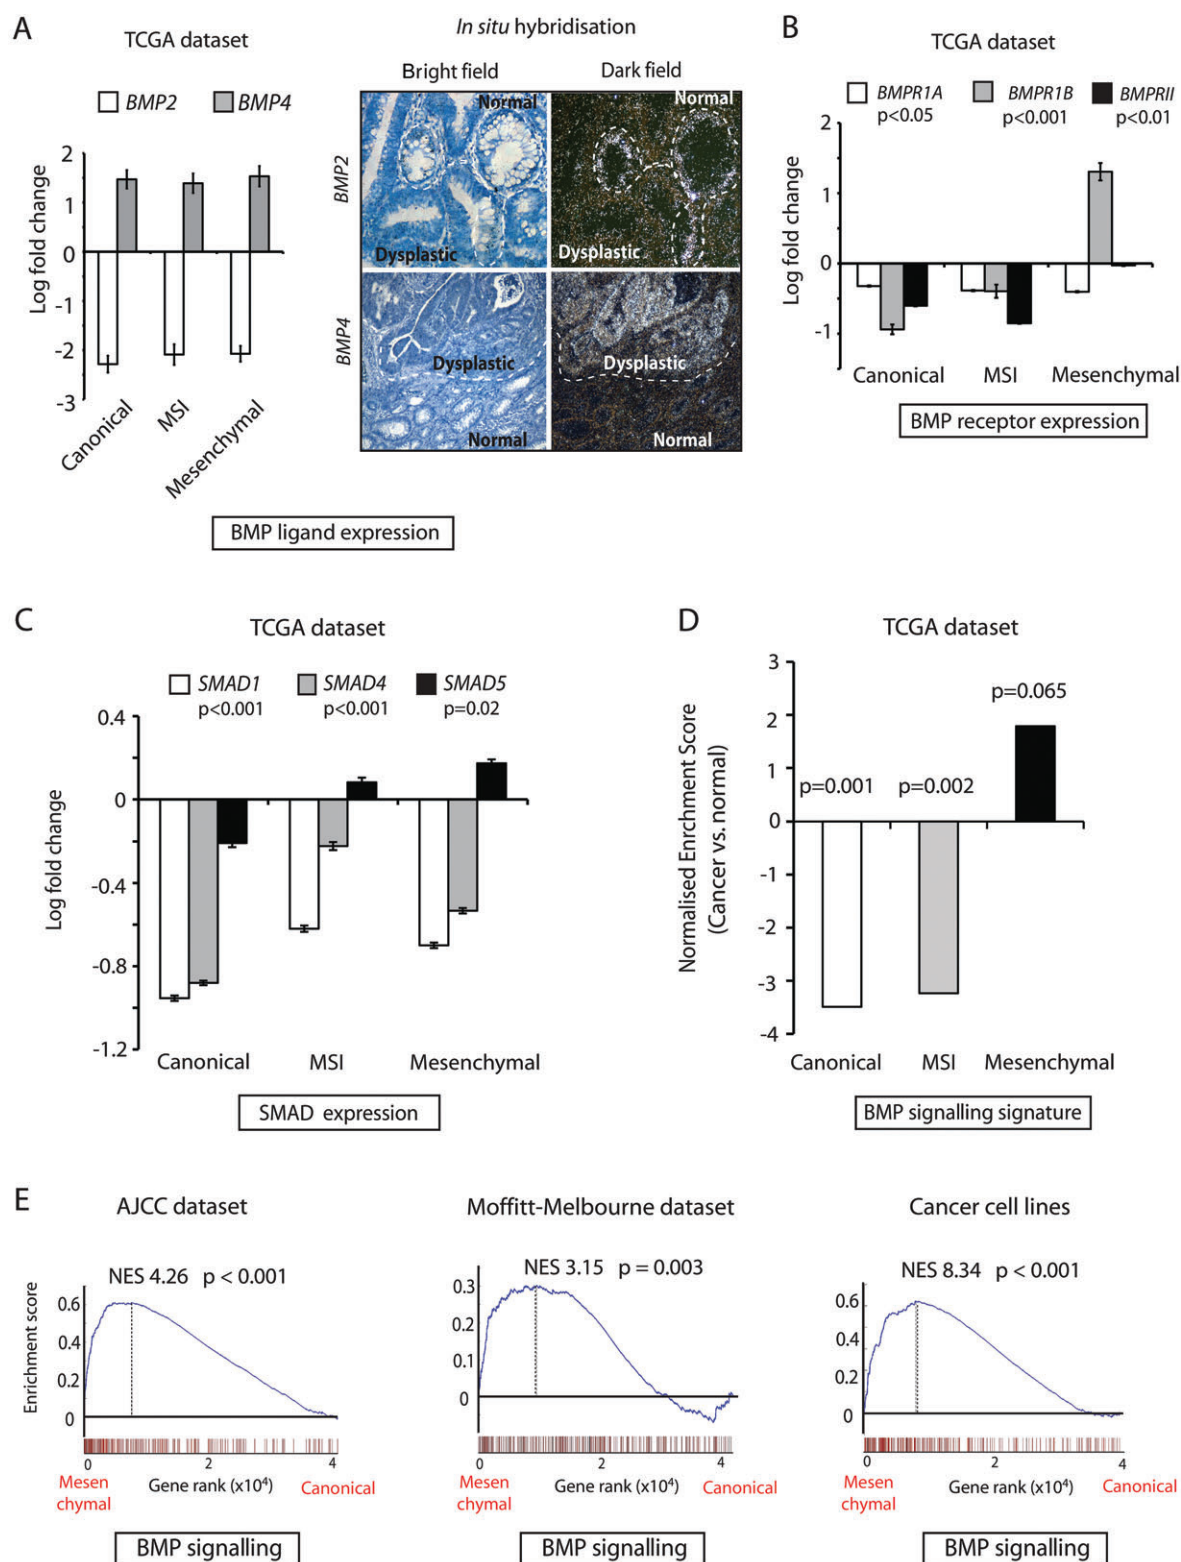 A
TCGA dataset
BMP2 BMP4
Log fold change
2
1
0
-1
-2
-3
Canonical
MSI
Mesenchymal
BMP ligand expression
In situ hybridisation
Bright field Dark field
BMP2
Normal
Dysplastic
Normal
Dysplastic
BMP4
Dysplastic
Normal
Dysplastic
Normal
B
TCGA dataset
BMPR1A BMPR1B BMPRII
p<0.05 p<0.001 p<0.01
Log fold change
2
1
0
-1
Canonical MSI Mesenchymal
BMP receptor expression
C
TCGA dataset
SMAD1 SMAD4 SMAD5
p<0.001 p<0.001 p=0.02
Log fold change
0.4
0
-0.4
-0.8
-1.2
Canonical MSI Mesenchymal
SMAD expression
D
TCGA dataset
Normalised Enrchment Score
(Cancer vs. normal)
3
2
1
0
-1
-2
-3
-4
p=0.001 p=0.002 p=0.065
Canonical MSI Mesenchymal
BMP signalling signature
E
AJCC dataset
NES 4.26 p < 0.001
Enrichment score
0.6
0.4
0.2
0
0 2 4
Mesen
chymal
Gene rank (x10⁴)
Canonical
BMP signalling
Moffitt-Melbourne dataset
NES 3.15 p = 0.003
0.3
0.2
0.1
0
0 2 4
Mesen
chymal
Gene rank (x10⁴)
Canonical
BMP signalling
Cancer cell lines
NES 8.34 p < 0.001
0.6
0.4
0.2
0
0 2 4
Mesen
chymal
Gene rank (x10⁴)
Canonical
BMP signalling